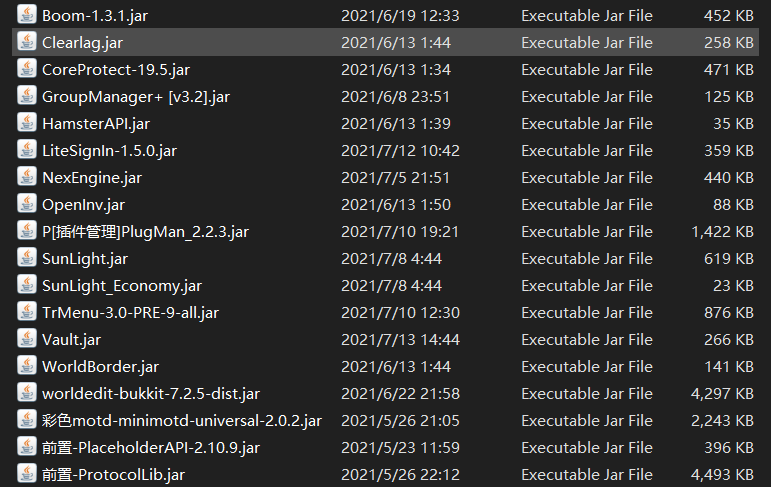 Boom-1.3.1.jar 2021/6/19 12:33 Executable Jar File 452 KB
Clearlag.jar 2021/6/13 1:44 Executable Jar File 258 KB
CoreProtect-19.5.jar 2021/6/13 1:34 Executable Jar File 471 KB
GroupManager+ [v3.2].jar 2021/6/8 23:51 Executable Jar File 125 KB
HamsterAPI.jar 2021/6/13 1:39 Executable Jar File 35 KB
LiteSignIn-1.5.0.jar 2021/7/12 10:42 Executable Jar File 359 KB
NexEngine.jar 2021/7/5 21:51 Executable Jar File 440 KB
OpenInv.jar 2021/6/13 1:50 Executable Jar File 88 KB
P[插件管理]PlugMan_2.2.3.jar 2021/7/10 19:21 Executable Jar File 1,422 KB
SunLight.jar 2021/7/8 4:44 Executable Jar File 619 KB
SunLight_Economy.jar 2021/7/8 4:44 Executable Jar File 23 KB
TrMenu-3.0-PRE-9-all.jar 2021/7/10 12:30 Executable Jar File 876 KB
Vault.jar 2021/7/13 14:44 Executable Jar File 266 KB
WorldBorder.jar 2021/6/13 1:44 Executable Jar File 141 KB
worldedit-bukkit-7.2.5-dist.jar 2021/6/22 21:58 Executable Jar File 4,297 KB
彩色motd-minimotd-universal-2.0.2.jar 2021/5/26 21:05 Executable Jar File 2,243 KB
前置-PlaceholderAPI-2.10.9.jar 2021/5/23 11:59 Executable Jar File 396 KB
前置-ProtocolLib.jar 2021/5/26 22:12 Executable Jar File 4,493 KB